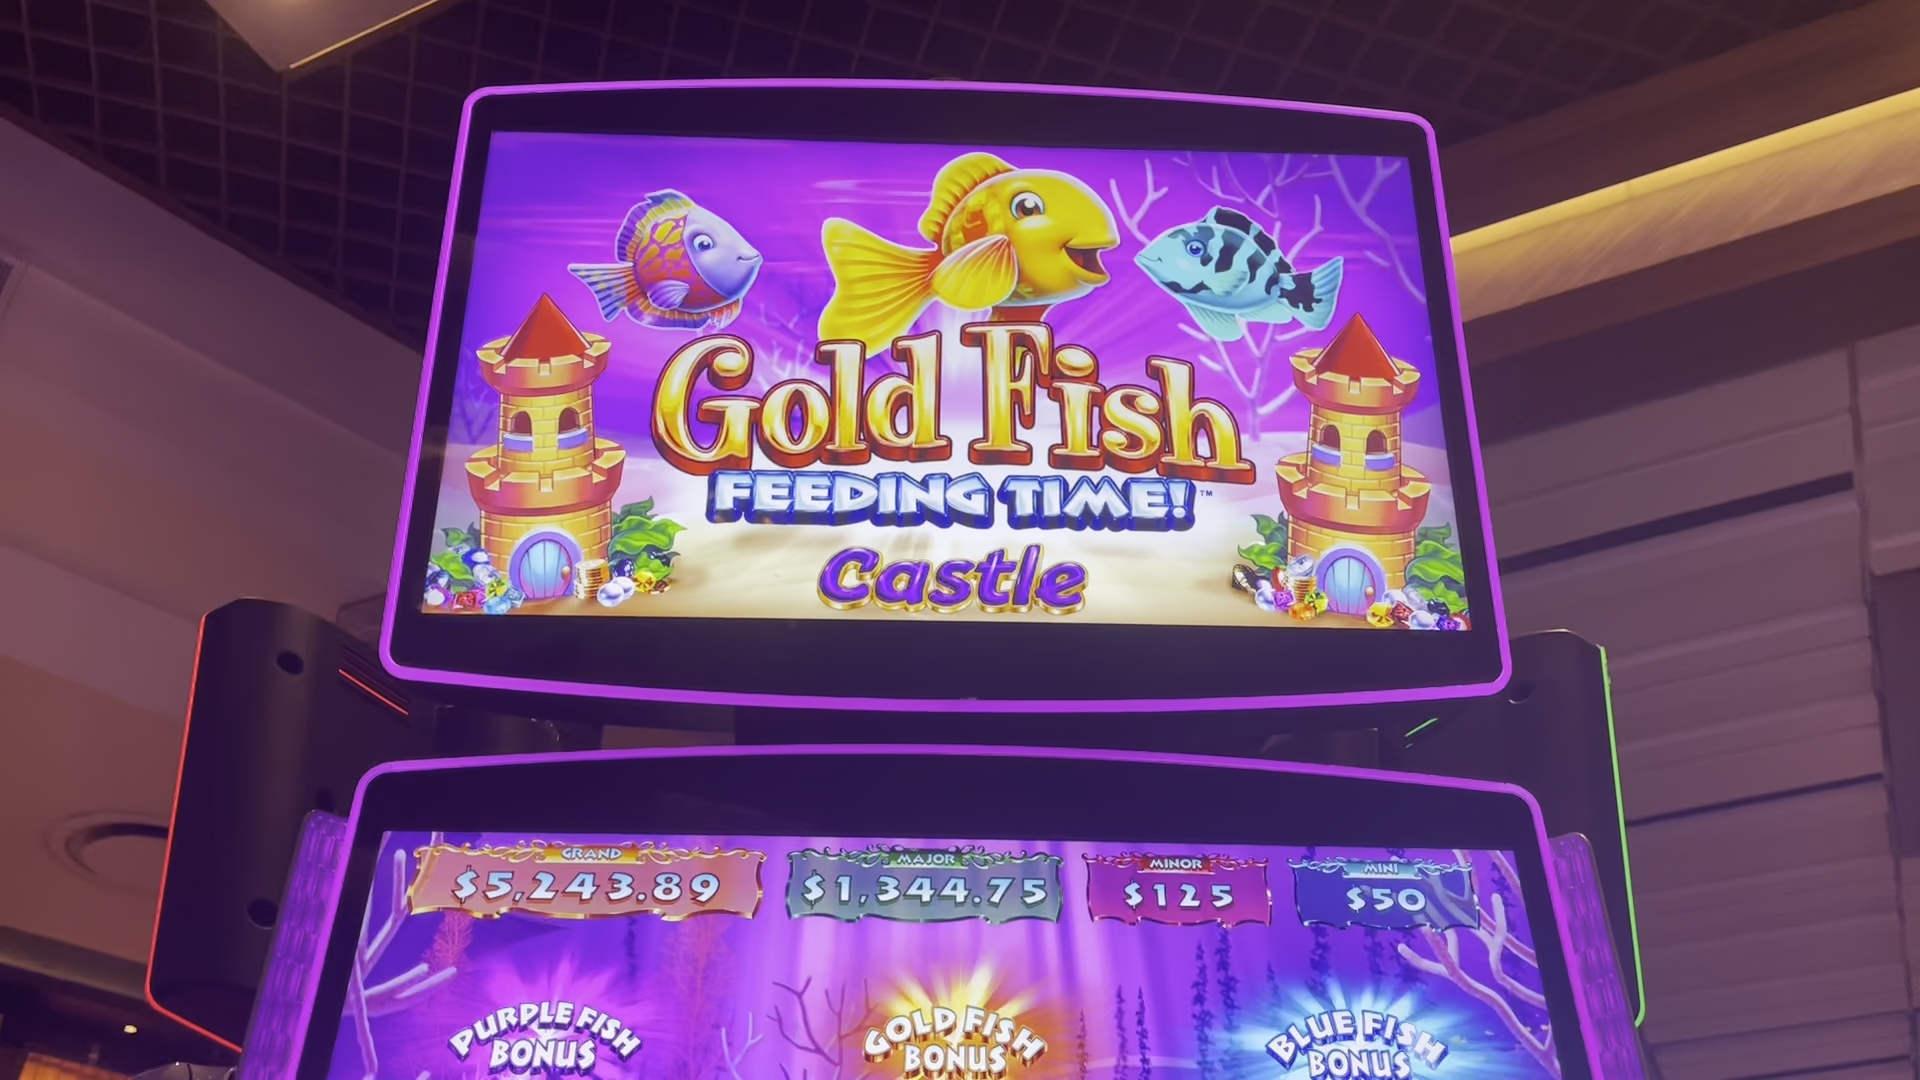 Gold Fish
FEEDING TIME!™
Castle
GRAND
$5,243.89
MAJOR
$1,344.75
MINOR
$125
MINI
$50
PURPLE FISH
BONUS
GOLD FISH
BONUS
BLUE FISH
BONUS